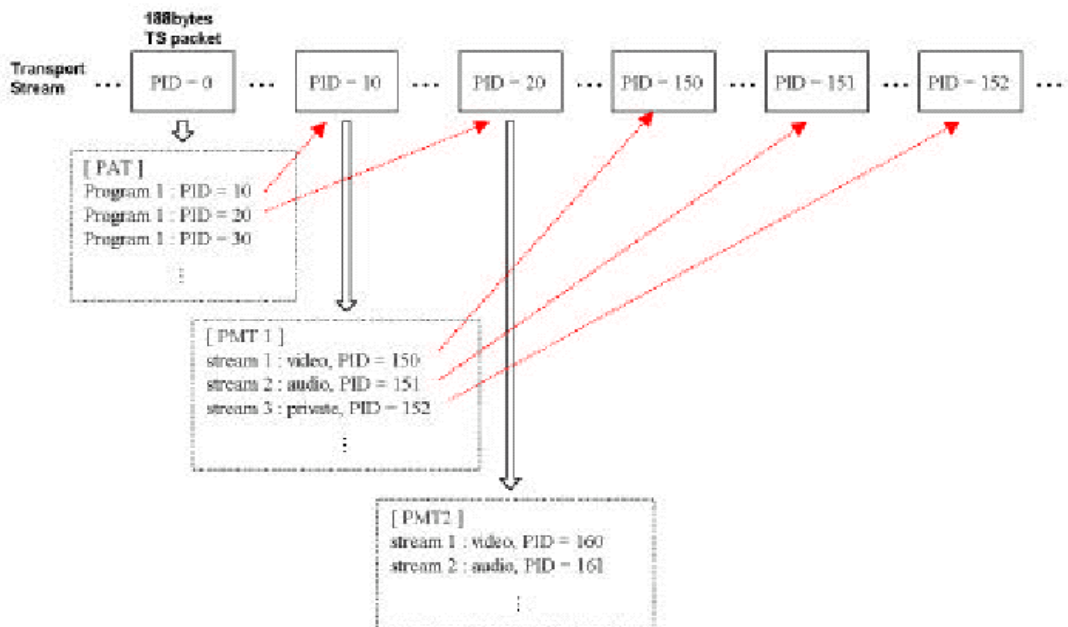 188bytes
TS packet
Transport
Stream
... PID = 0 ... PID = 10 ... PID = 20 ... PID = 150 ... PID = 151 ... PID = 152 ...
[ PAT ]
Program 1 : PID = 10
Program 1 : PID = 20
Program 1 : PID = 30
⋮
[ PMT 1 ]
stream 1 : video, PID = 150
stream 2 : audio, PID = 151
stream 3 : private, PID = 152
⋮
[ PMT2 ]
stream 1 : video, PID = 160
stream 2 : audio, PID = 161
⋮